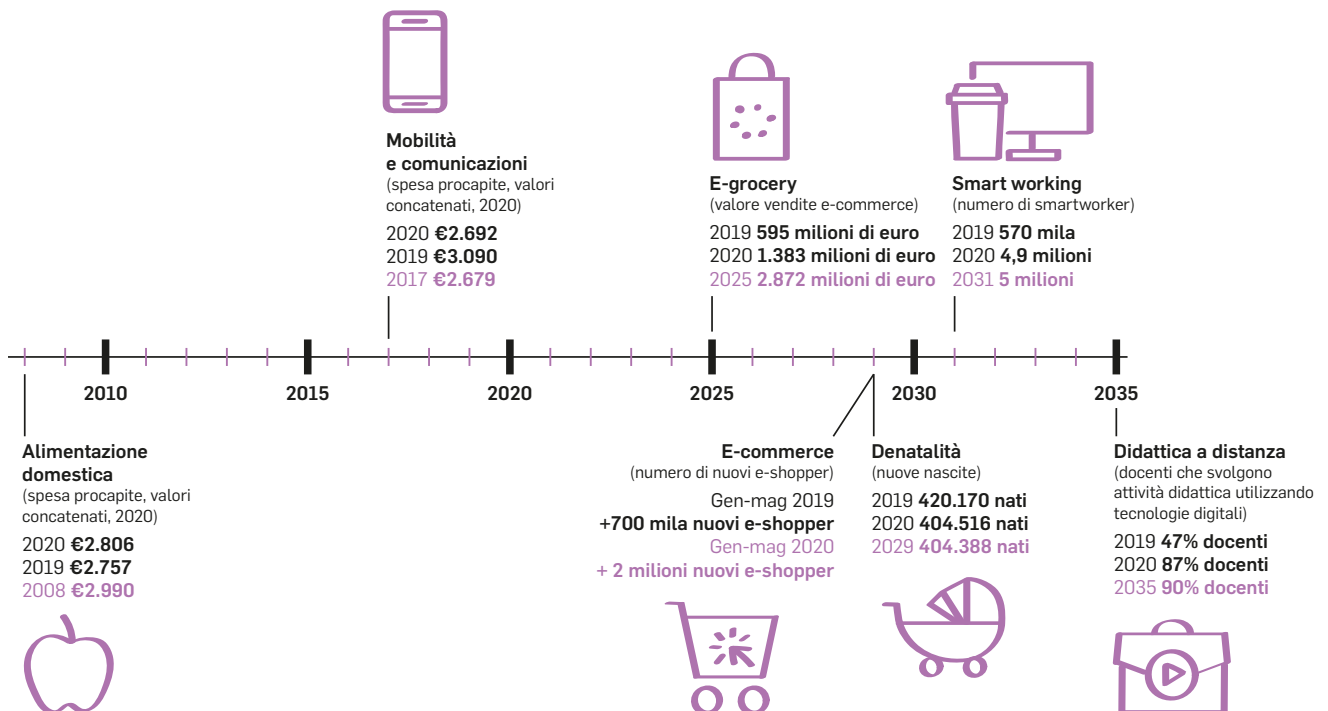 Mobilità
e comunicazioni
(spesa procapite, valori
concatenati, 2020)
2020 €2.692
2019 €3.090
2017 €2.679
E-grocery
(valore vendite e-commerce)
2019 595 milioni di euro
2020 1.383 milioni di euro
2025 2.872 milioni di euro
Smart working
(numero di smartworker)
2019 570 mila
2020 4,9 milioni
2031 5 milioni
2010
2015
2020
2025
2030
2035
Alimentazione
domestica
(spesa procapite, valori
concatenati, 2020)
2020 €2.806
2019 €2.757
2008 €2.990
E-commerce
(numero di nuovi e-shopper)
Gen-mag 2019
+700 mila nuovi e-shopper
Gen-mag 2020
+ 2 milioni nuovi e-shopper
Denatalità
(nuove nascite)
2019 420.170 nati
2020 404.516 nati
2029 404.388 nati
Didattica a distanza
(docenti che svolgono
attività didattica utilizzando
tecnologie digitali)
2019 47% docenti
2020 87% docenti
2035 90% docenti